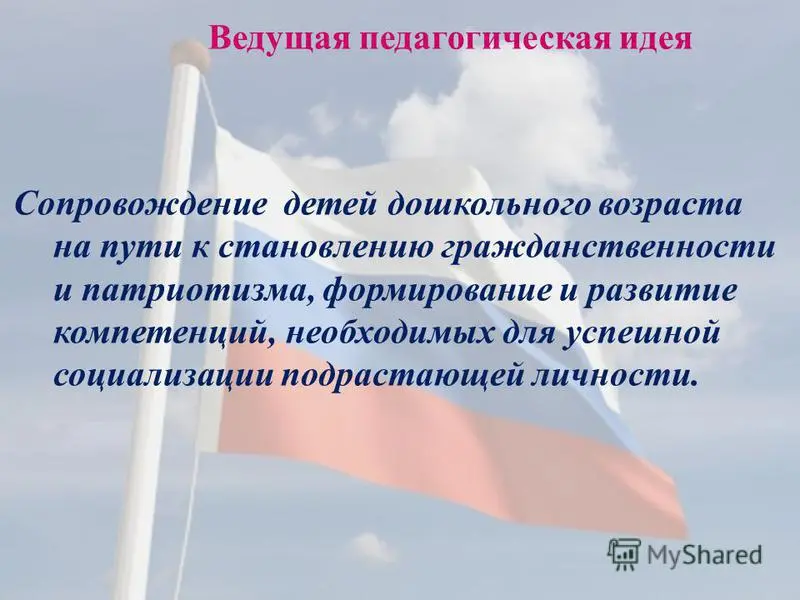 Ведущая педагогическая идея
Сопровождение детей дошкольного возраста
на пути к становлению гражданственности
и патриотизма, формирование и развитие
компетенций, необходимых для успешной
социализации подрастающей личности.
MyShared